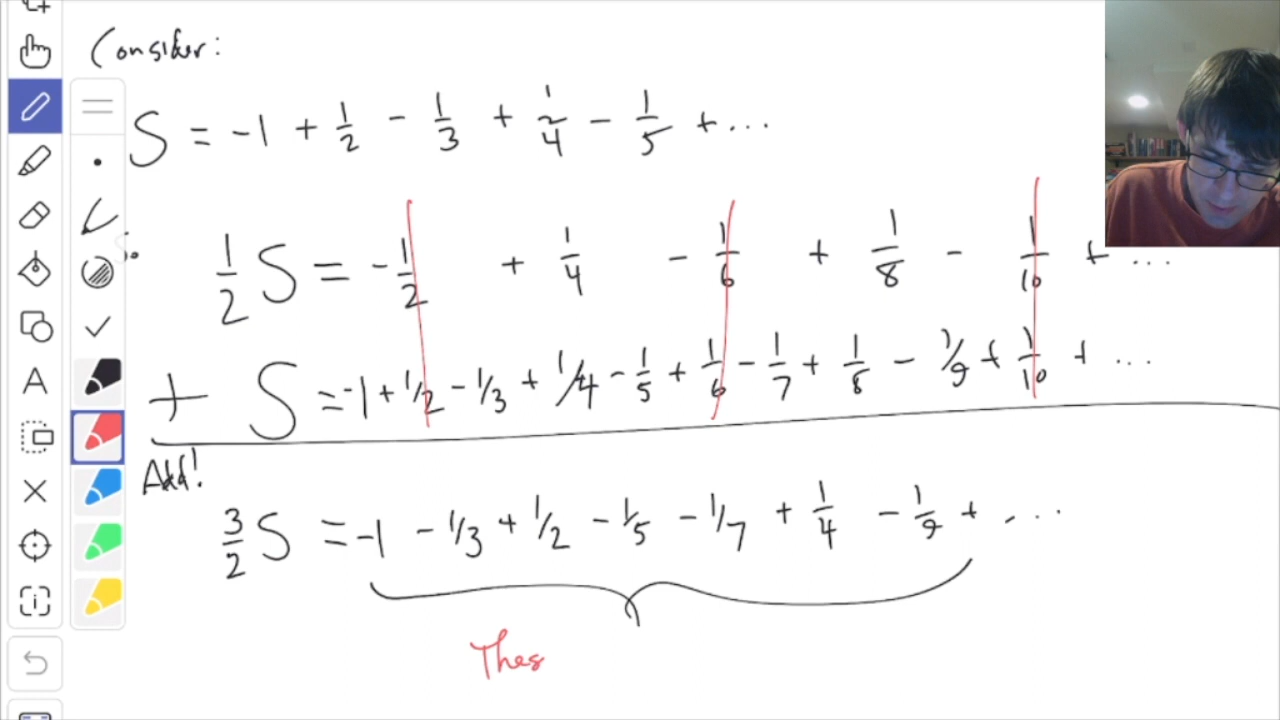 Consider:
S = -1 + 1/2 - 1/3 + 1/4 - 1/5 + ...
1/2 S = -1/2 + 1/4 - 1/6 + 1/8 - 1/10 + ...
+ S = -1 + 1/2 - 1/3 + 1/4 - 1/5 + 1/6 - 1/7 + 1/8 - 1/9 + 1/10 + ...
Add!
3/2 S = -1 - 1/3 + 1/2 - 1/5 - 1/7 + 1/4 - 1/9 + ...
Thes